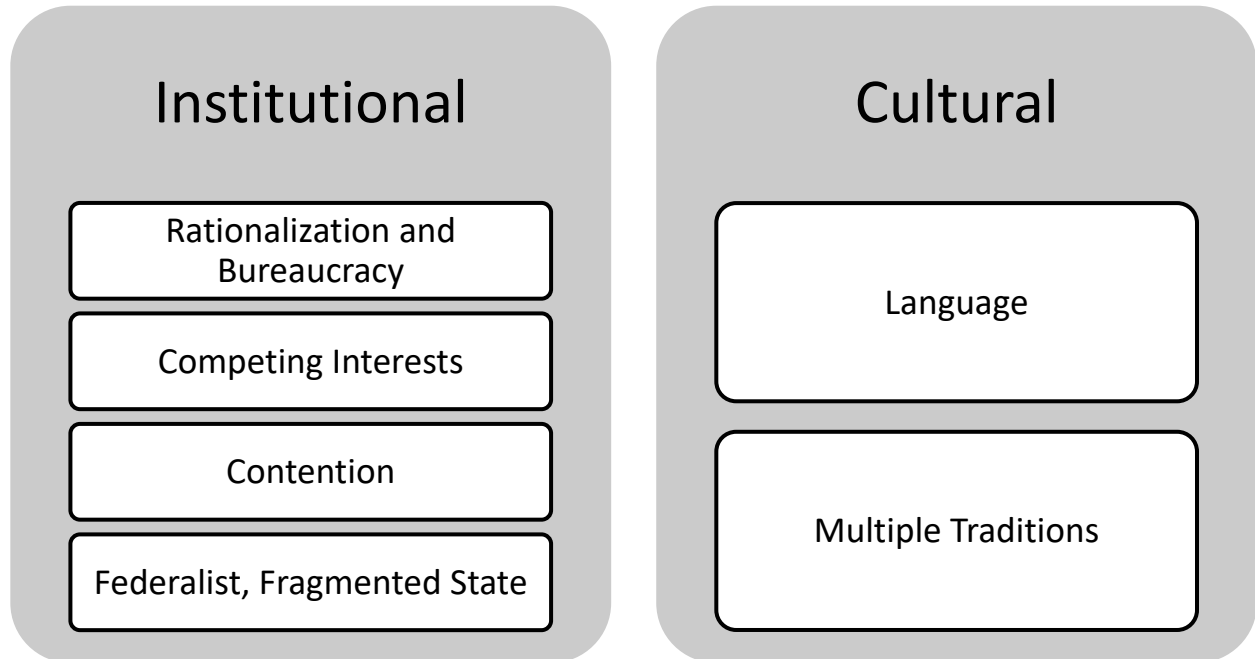 Institutional
Rationalization and
Bureaucracy
Competing Interests
Contention
Federalist, Fragmented State
Cultural
Language
Multiple Traditions